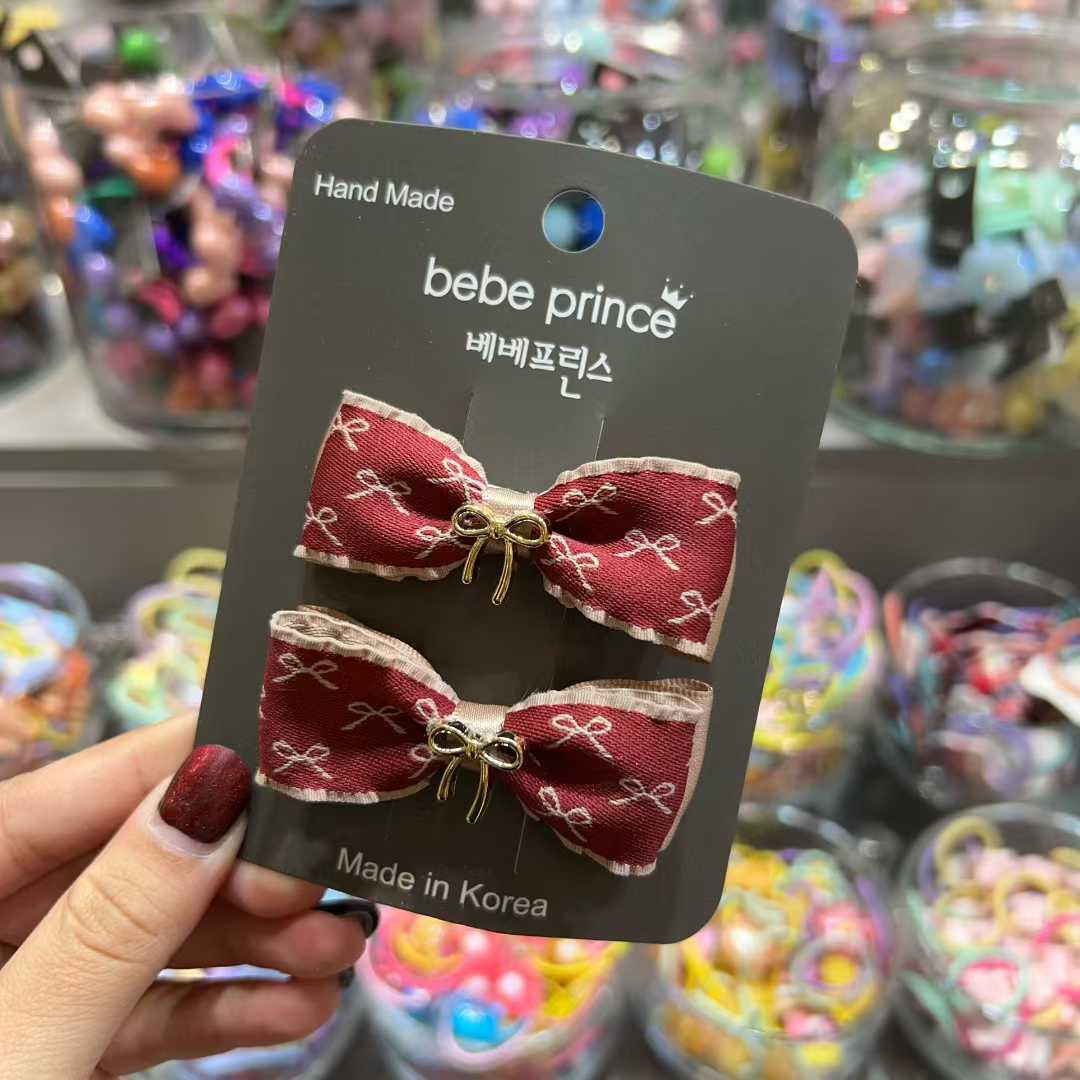 Hand Made
bebe prince
베베프린스
Made in Korea